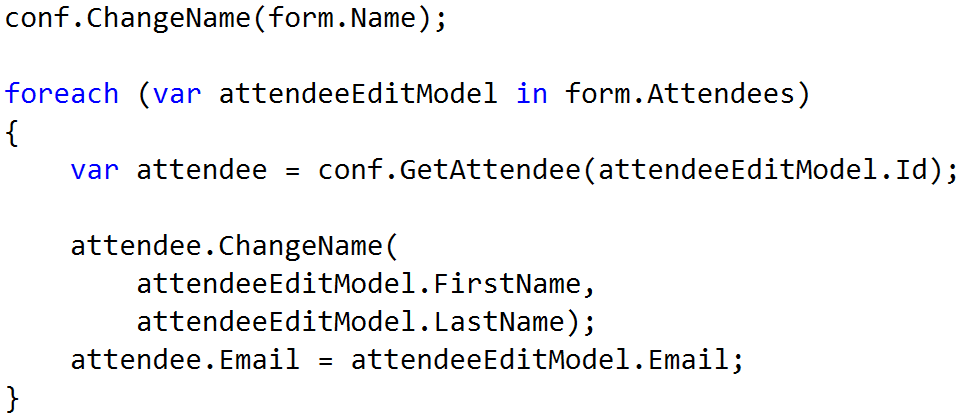 conf.ChangeName(form.Name);

foreach (var attendeeEditModel in form.Attendees)
{
    var attendee = conf.GetAttendee(attendeeEditModel.Id);

    attendee.ChangeName(
        attendeeEditModel.FirstName,
        attendeeEditModel.LastName);
    attendee.Email = attendeeEditModel.Email;
}